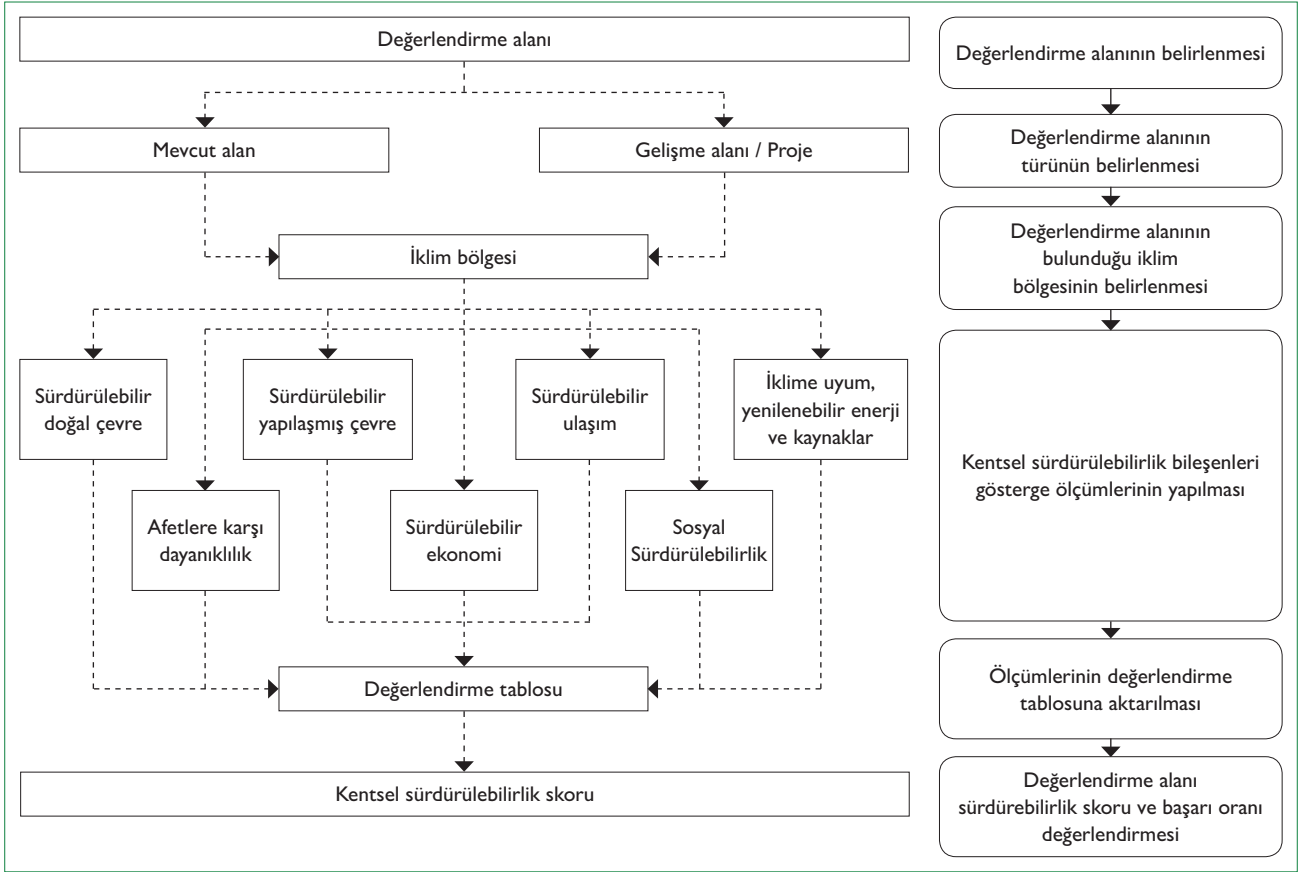 Değerlendirme alanı
Mevcut alan
Gelişme alanı / Proje
İklim bölgesi
Sürdürülebilir
doğal çevre
Sürdürülebilir
yapılaşmış çevre
Sürdürülebilir
ulaşım
İklime uyum,
yenilenebilir enerji
ve kaynaklar
Afetlere karşı
dayanıklılık
Sürdürülebilir
ekonomi
Sosyal
Sürdürülebilirlik
Değerlendirme tablosu
Kentsel sürdürülebilirlik skoru
Değerlendirme alanının belirlenmesi
Değerlendirme alanının
türünün belirlenmesi
Değerlendirme alanının
bulunduğu iklim
bölgesinin belirlenmesi
Kentsel sürdürülebilirlik bileşenleri
gösterge ölçümlerinin yapılması
Ölçümlerinin değerlendirme
tablosuna aktarılması
Değerlendirme alanı
sürdürebilirlik skoru ve başarı oranı
değerlendirmesi